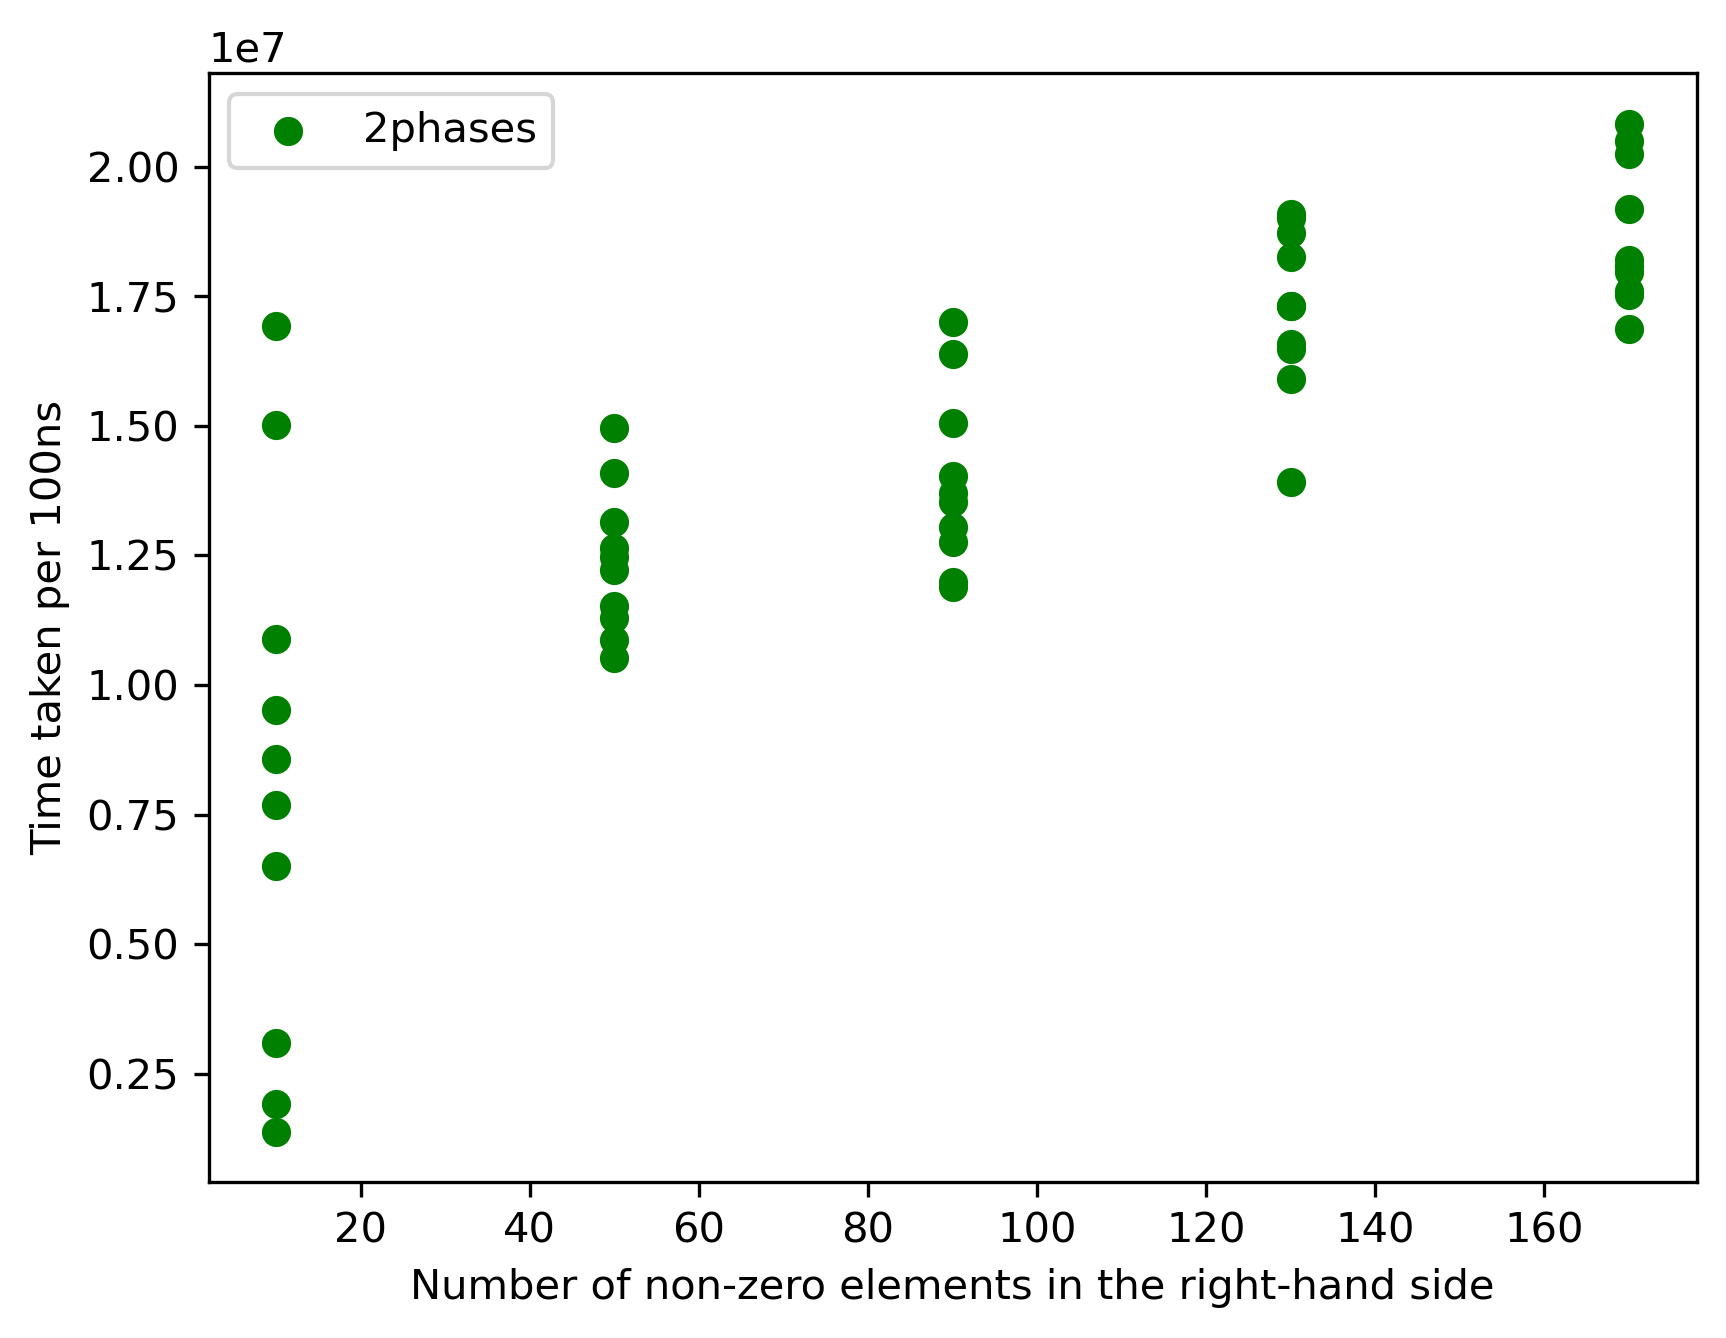 1e7
2phases
2.00
1.75
1.50
1.25
1.00
0.75
0.50
0.25
Time taken per 100ns
20 40 60 80 100 120 140 160
Number of non-zero elements in the right-hand side